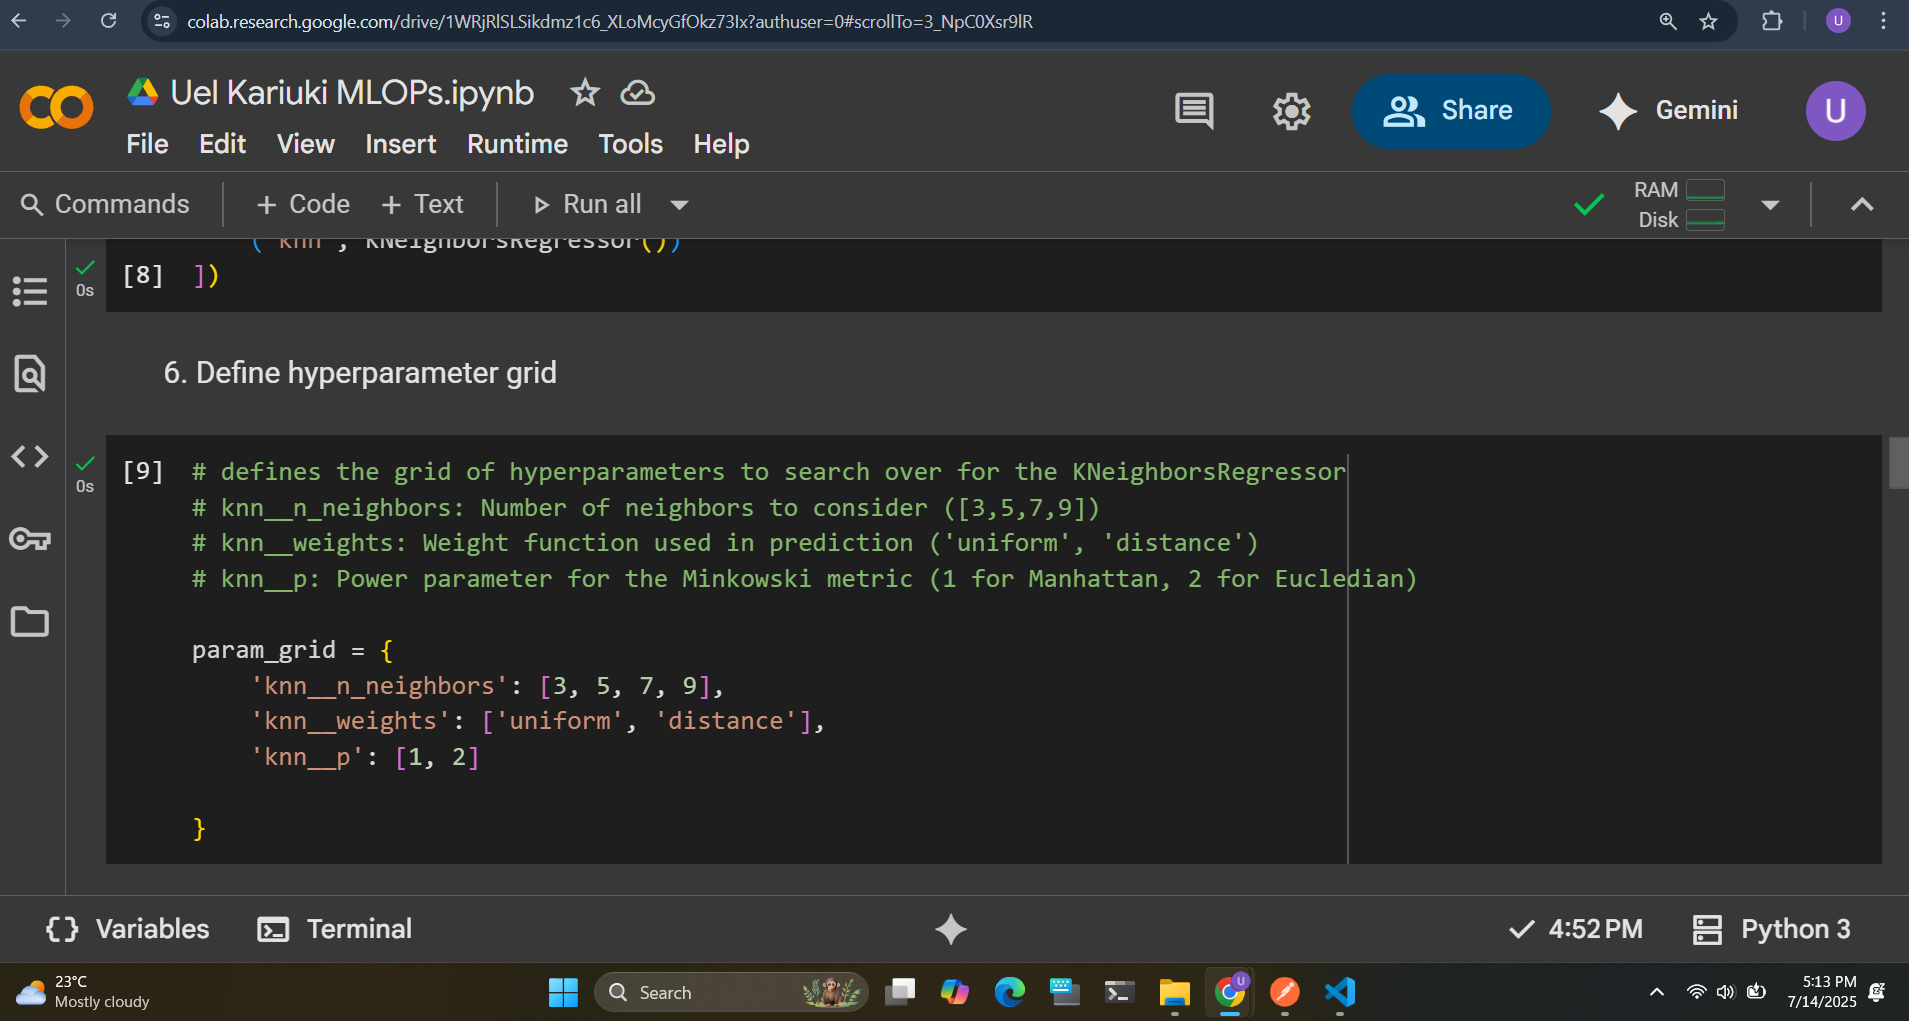 colab.research.google.com/drive/1WRjRlSLSikdmz1c6_XLoMcyGfOkz73Ix?authuser=0#scrollTo=3_NpC0Xsr9lR
U
Uel Kariuki MLOPs.ipynb
Share
Gemini
U
File Edit View Insert Runtime Tools Help
Commands + Code + Text Run all
RAM
Disk
('knn', KNeighborsRegressor())
[8] ])
0s
6. Define hyperparameter grid
[9] # defines the grid of hyperparameters to search over for the KNeighborsRegressor
0s
# knn__n_neighbors: Number of neighbors to consider ([3,5,7,9])
# knn__weights: Weight function used in prediction ('uniform', 'distance')
# knn__p: Power parameter for the Minkowski metric (1 for Manhattan, 2 for Eucledian)
param_grid = {
'knn__n_neighbors': [3, 5, 7, 9],
'knn__weights': ['uniform', 'distance'],
'knn__p': [1, 2]
}
Variables Terminal
4:52 PM Python 3
23°C
Mostly cloudy
Search
U
5:13 PM
7/14/2025